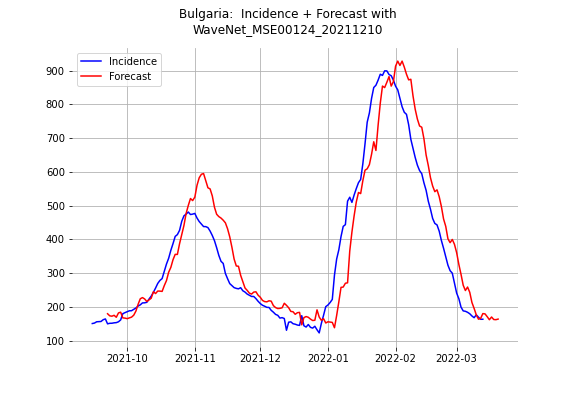 Bulgaria:  Incidence + Forecast with
WaveNet_MSE00124_20211210
Incidence
Forecast
900
800
700
600
500
400
300
200
100
2021-10 2021-11 2021-12 2022-01 2022-02 2022-03